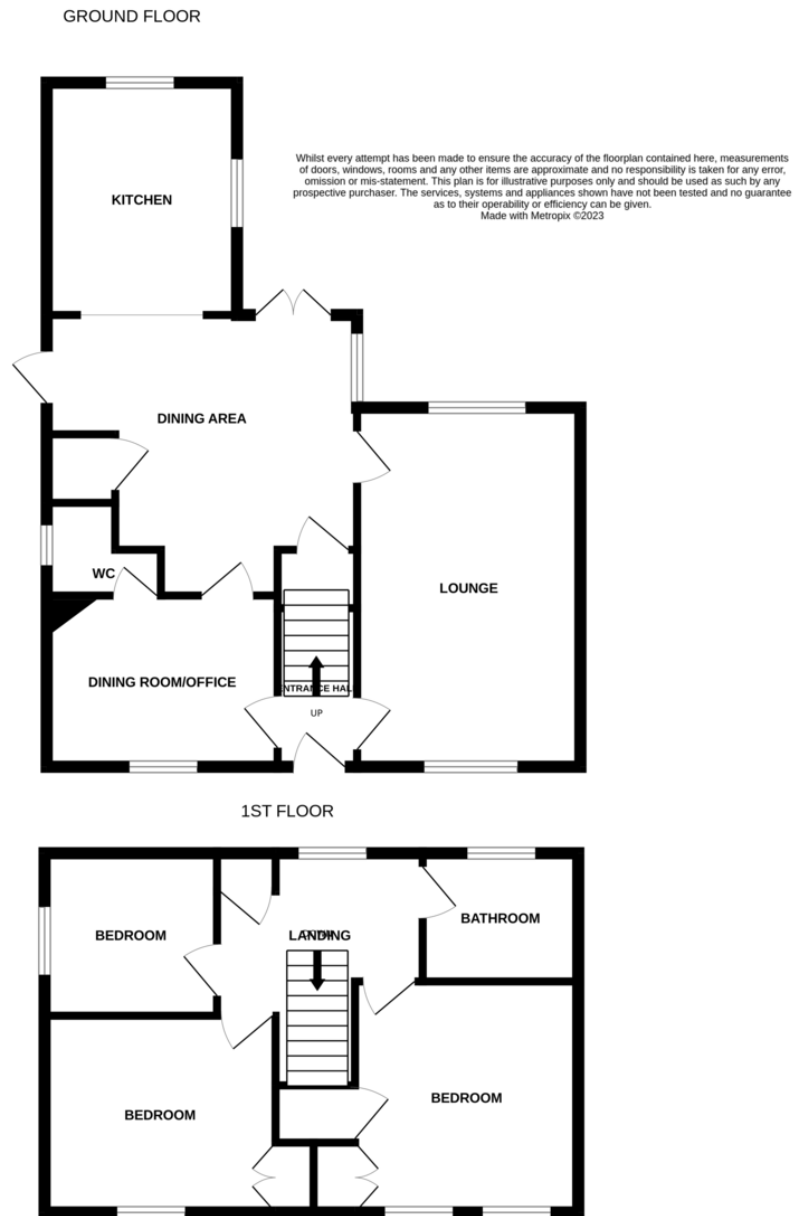 GROUND FLOOR
Whilst every attempt has been made to ensure the accuracy of the floorplan contained here, measurements
of doors, windows, rooms and any other items are approximate and no responsibility is taken for any error,
omission or mis-statement. This plan is for illustrative purposes only and should be used as such by any
prospective purchaser. The services, systems and appliances shown have not been tested and no guarantee
as to their operability or efficiency can be given.
Made with Metropix ©2023
KITCHEN
DINING AREA
WC
LOUNGE
DINING ROOM/OFFICE
ENTRANCE HALL
UP
1ST FLOOR
BEDROOM
LANDING
BATHROOM
BEDROOM
BEDROOM